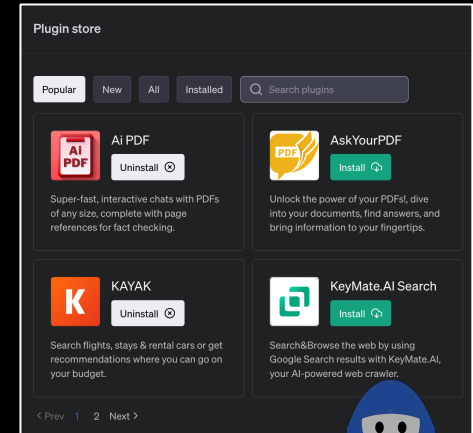 Plugin store
Popular New All Installed Search plugins
Ai PDF
Ai
PDF
Uninstall
Super-fast, interactive chats with PDFs
of any size, complete with page
references for fact checking.
AskYourPDF
PDF
Install
Unlock the power of your PDFs!, dive
into your documents, find answers, and
bring information to your fingertips.
KAYAK
K
Uninstall
Search flights, stays & rental cars or get
recommendations where you can go on
your budget.
KeyMate.AI Search
Install
Search&Browse the web by using
Google Search results with KeyMate.AI,
your AI-powered web crawler.
< Prev 1 2 Next >